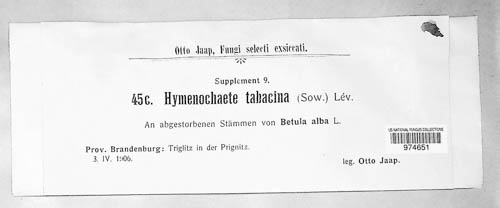 Otto Jaap, Fungi selecti exsiccati.
Supplement 9.
45c. Hymenochaete tabacina (Sow.) Lév.
An abgestorbenen Stämmen von Betula alba L.
Prov. Brandenburg: Triglitz in der Prignitz.
3. IV. 1906.
leg. Otto Jaap.
US NATIONAL FUNGUS COLLECTIONS
974651